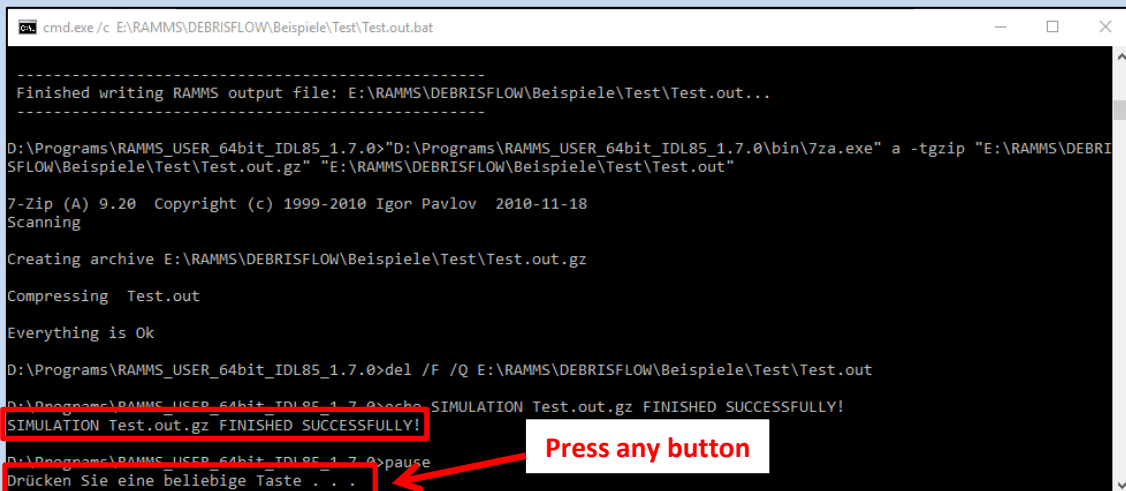 cmd.exe /c E:\RAMMS\DEBRISFLOW\Beispiele\Test\Test.out.bat
---------------------------------------------------
Finished writing RAMMS output file: E:\RAMMS\DEBRISFLOW\Beispiele\Test\Test.out...
---------------------------------------------------
D:\Programs\RAMMS_USER_64bit_IDL85_1.7.0>"D:\Programs\RAMMS_USER_64bit_IDL85_1.7.0\bin\7za.exe" a -tgzip "E:\RAMMS\DEBRI
SFLOW\Beispiele\Test\Test.out.gz" "E:\RAMMS\DEBRISFLOW\Beispiele\Test\Test.out"
7-Zip (A) 9.20  Copyright (c) 1999-2010 Igor Pavlov  2010-11-18
Scanning
Creating archive E:\RAMMS\DEBRISFLOW\Beispiele\Test\Test.out.gz
Compressing  Test.out
Everything is Ok
D:\Programs\RAMMS_USER_64bit_IDL85_1.7.0>del /F /Q E:\RAMMS\DEBRISFLOW\Beispiele\Test\Test.out
D:\Programs\RAMMS_USER_64bit_IDL85_1.7.0>echo SIMULATION Test.out.gz FINISHED SUCCESSFULLY!
SIMULATION Test.out.gz FINISHED SUCCESSFULLY!
D:\Programs\RAMMS_USER_64bit_IDL85_1.7.0>pause
Drücken Sie eine beliebige Taste . . .
Press any button